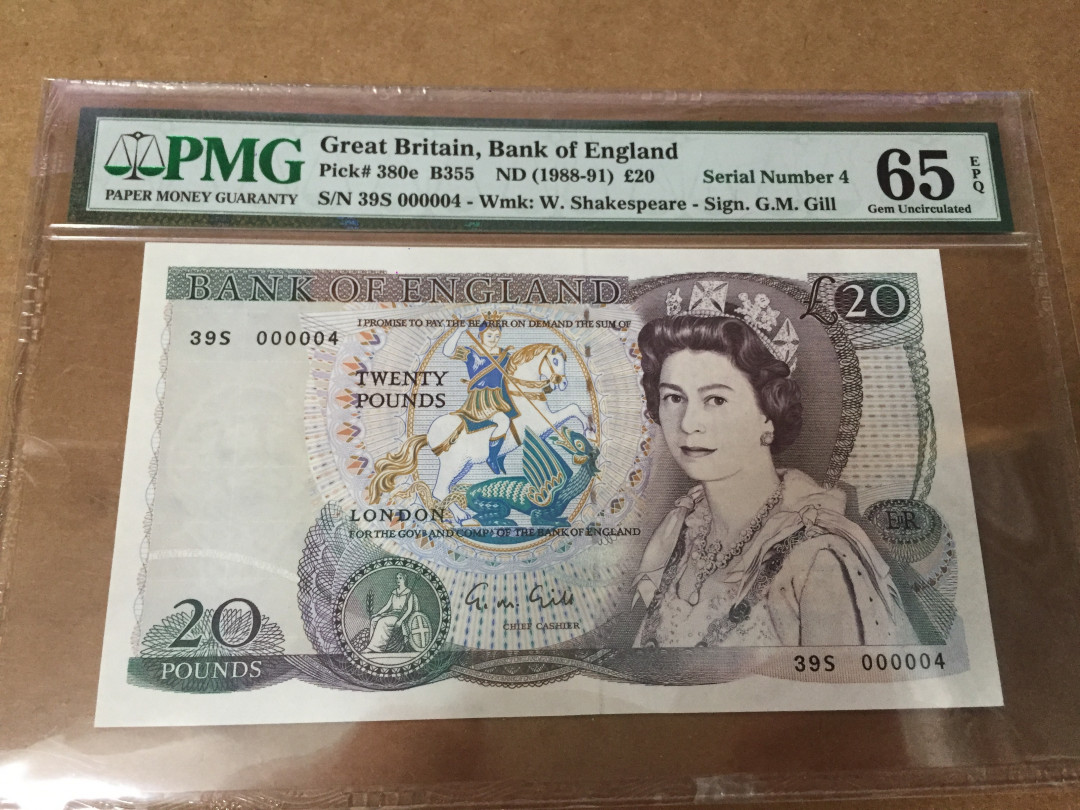 PMG
PAPER MONEY GUARANTY
Great Britain, Bank of England
Pick# 380e B355 ND (1988-91) £20 Serial Number 4
S/N 39S 000004 - Wmk: W. Shakespeare - Sign. G.M. Gill
65
Gem Uncirculated
EPQ
BANK OF ENGLAND
£20
39S 000004
I PROMISE TO PAY THE BEARER ON DEMAND THE SUM OF
TWENTY
POUNDS
LONDON
FOR THE GOVR AND COMPA OF THE BANK OF ENGLAND
E.R
G.M. Gill
CHIEF CASHIER
20
POUNDS
39S 000004